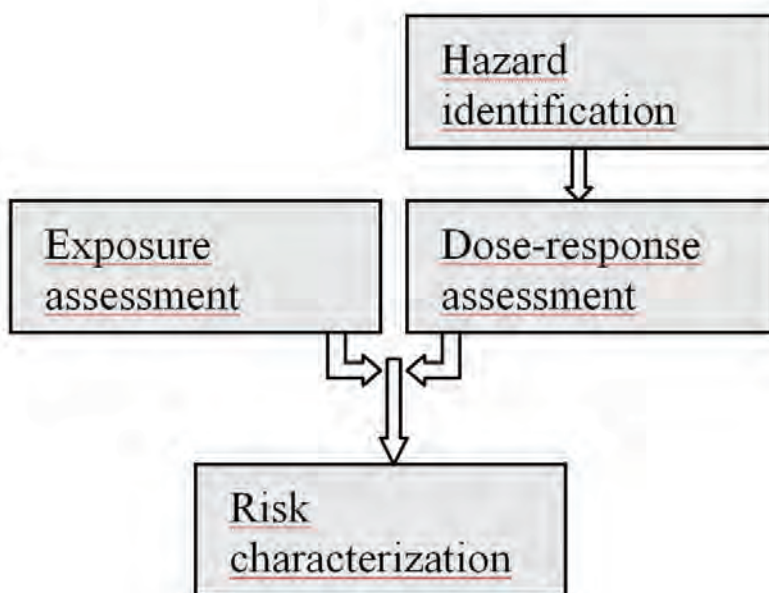 Hazard
identification
Exposure
assessment
Dose-response
assessment
Risk
characterization